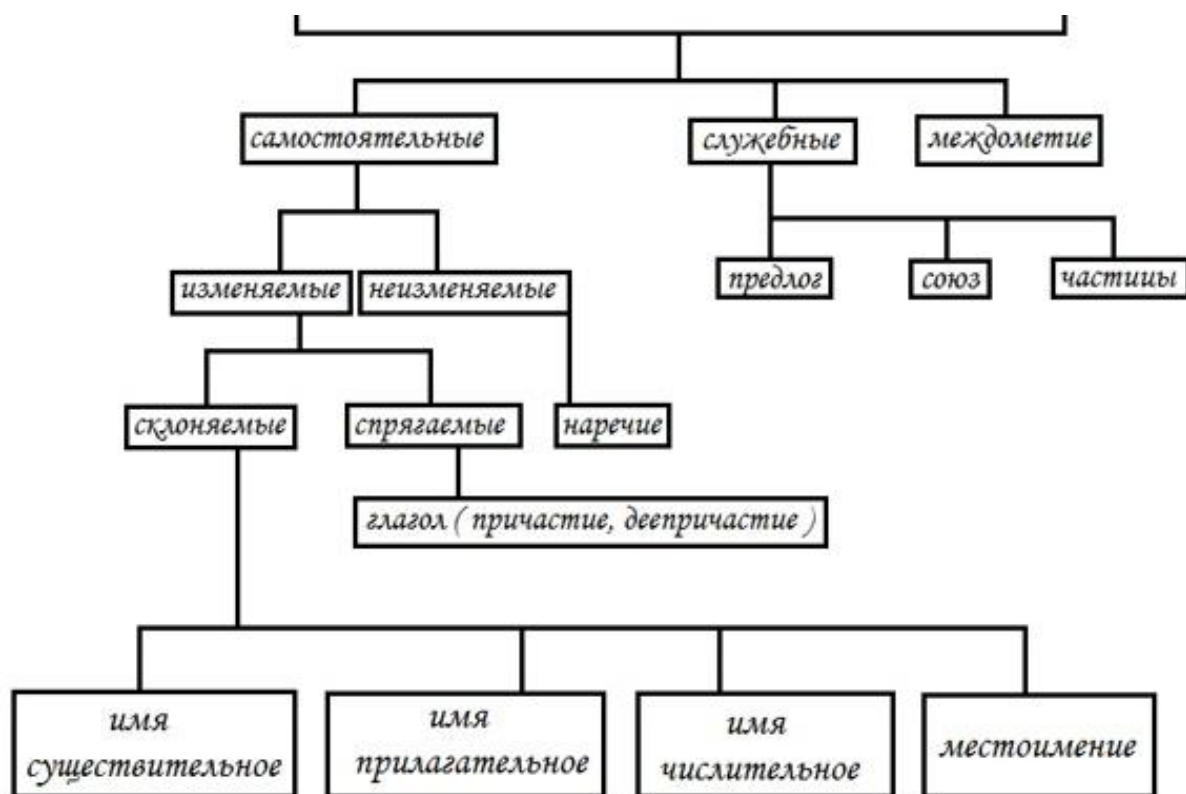 самостоятельные
служебные
междометие
изменяемые
неизменяемые
предлог
союз
частицы
склоняемые
спрягаемые
наречие
глагол ( причастие, деепричастие )
имя
существительное
имя
прилагательное
имя
числительное
местоимение